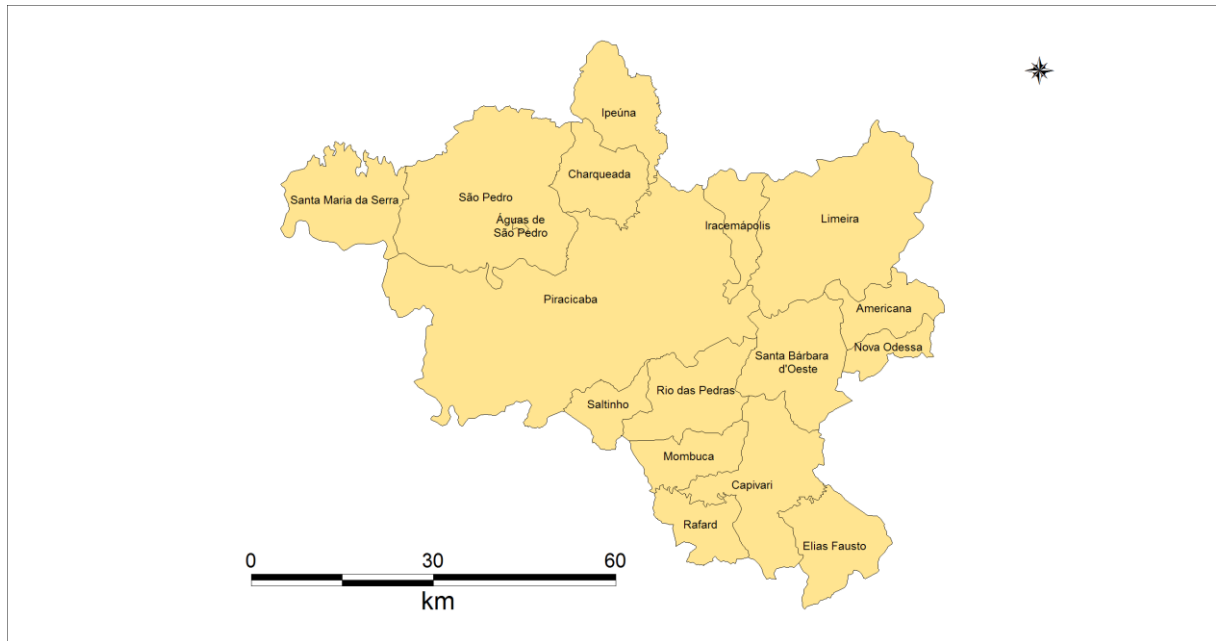 Ipeúna
Charqueada
São Pedro
Santa Maria da Serra
Águas de
São Pedro
Iracemápolis
Limeira
Piracicaba
Americana
Nova Odessa
Santa Bárbara
d'Oeste
Rio das Pedras
Saltinho
Mombuca
Capivari
Rafard
Elias Fausto
0 30 60
km